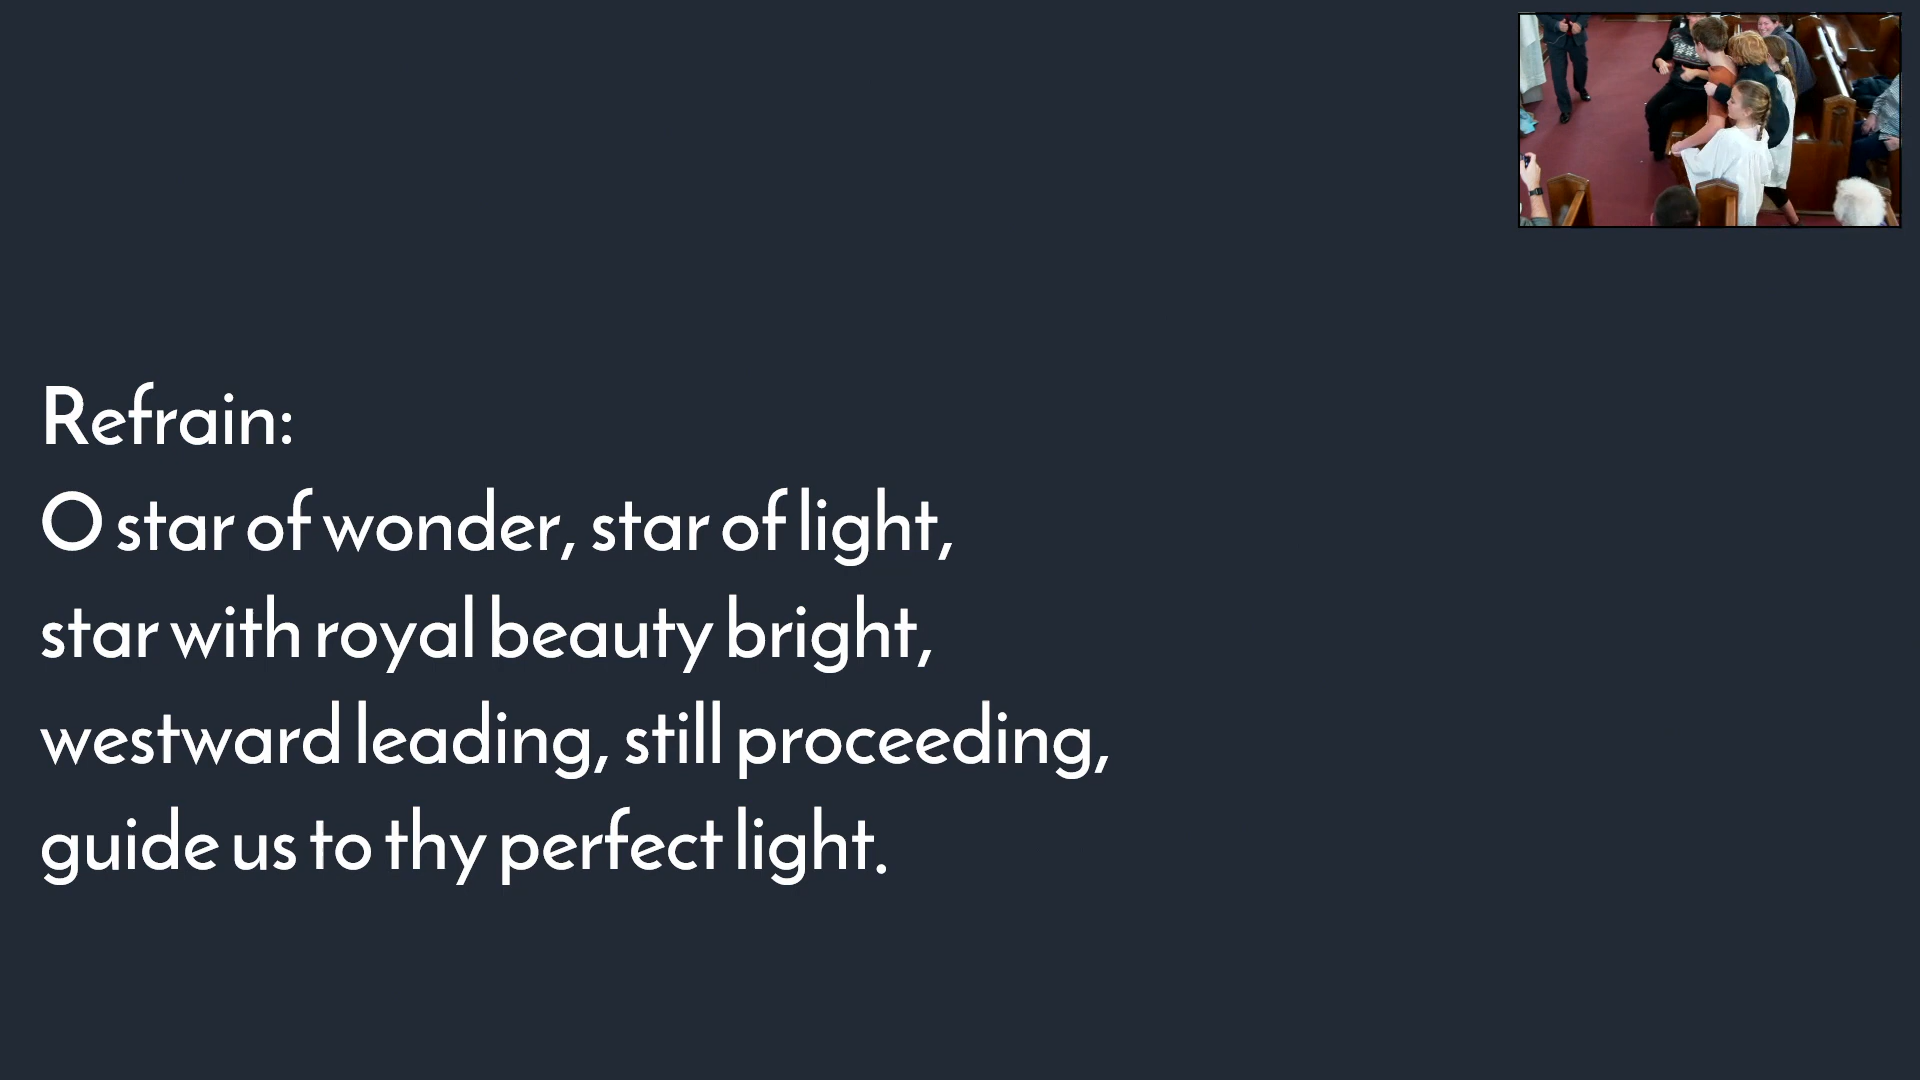 Refrain:
O star of wonder, star of light,
star with royal beauty bright,
westward leading, still proceeding,
guide us to thy perfect light.